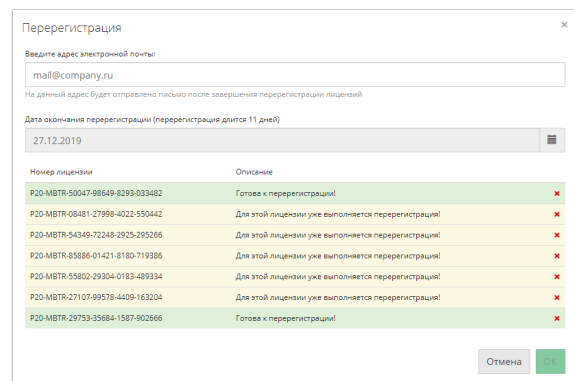 Перерегистрация ×
Введите адрес электронной почты:
mail@company.ru
На данный адрес будет отправлено письмо после завершения перерегистрации лицензий
Дата окончания перерегистрации (перерегистрация длится 11 дней)
27.12.2019
Номер лицензии Описание
P20-MBTR-50047-98649-8293-033482 Готова к перерегистрации!
P20-MBTR-08481-27998-4022-550442 Для этой лицензии уже выполняется перерегистрация!
P20-MBTR-54349-72248-2925-295266 Для этой лицензии уже выполняется перерегистрация!
P20-MBTR-85886-01421-8180-719386 Для этой лицензии уже выполняется перерегистрация!
P20-MBTR-55802-29304-0183-489334 Для этой лицензии уже выполняется перерегистрация!
P20-MBTR-27107-99578-4409-163204 Для этой лицензии уже выполняется перерегистрация!
P20-MBTR-29753-35684-1587-902666 Готова к перерегистрации!
Отмена OK